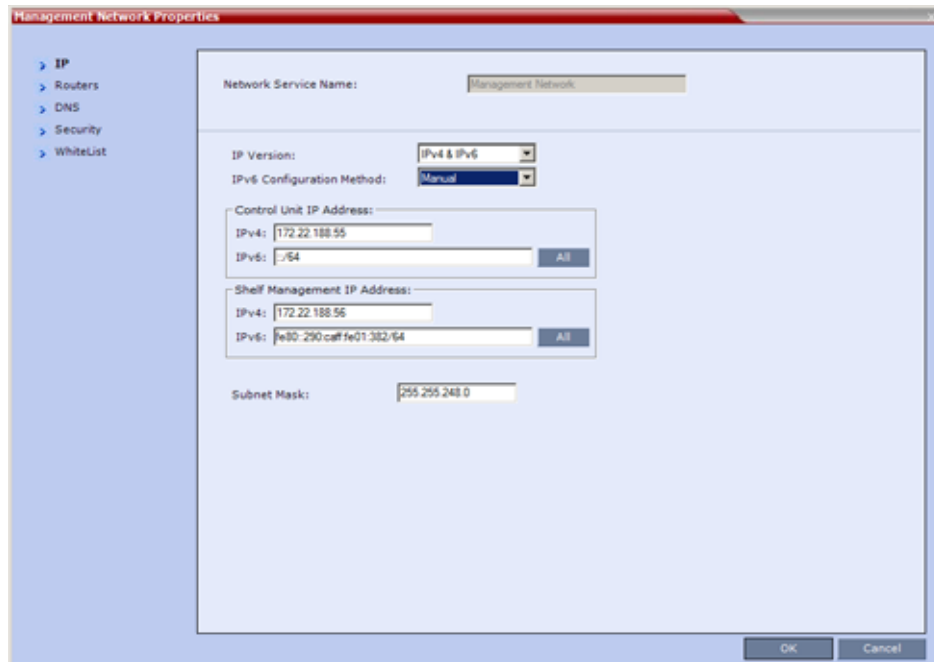 Management Network Properties
IP
Routers
DNS
Security
WhiteList
Network Service Name: Management Network
IP Version: IPv4 & IPv6
IPv6 Configuration Method: Manual
Control Unit IP Address:
IPv4: 172.22.188.55
IPv6: ::/64 All
Shelf Management IP Address:
IPv4: 172.22.188.56
IPv6: fe80::290:caff:fe01:382/64 All
Subnet Mask: 255.255.248.0
OK Cancel